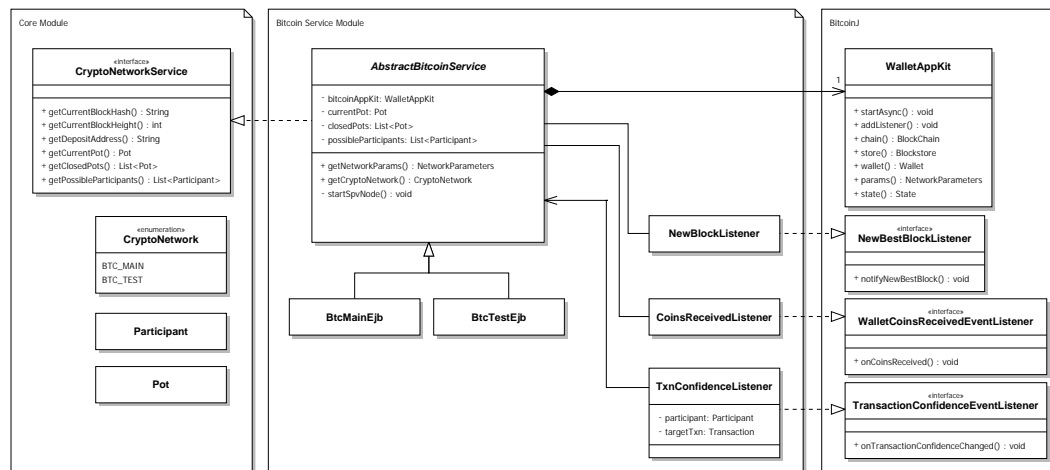 Core Module
«interface»
CryptoNetworkService
+ getCurrentBlockHash() : String
+ getCurrentBlockHeight() : int
+ getDepositAddress() : String
+ getCurrentPot() : Pot
+ getClosedPots() : List<Pot>
+ getPossibleParticipants() : List<Participant>
«enumeration»
CryptoNetwork
BTC_MAIN
BTC_TEST
Participant
Pot
Bitcoin Service Module
AbstractBitcoinService
- bitcoinAppKit: WalletAppKit
- currentPot: Pot
- closedPots: List<Pot>
- possibleParticipants: List<Participant>
+ getNetworkParams() : NetworkParameters
+ getCryptoNetwork() : CryptoNetwork
- startSpvNode() : void
BtcMainEjb
BtcTestEjb
NewBlockListener
CoinsReceivedListener
TxnConfidenceListener
- participant: Participant
- targetTxn: Transaction
BitcoinJ
1
WalletAppKit
+ startAsync() : void
+ addListener() : void
+ chain() : BlockChain
+ store() : Blockstore
+ wallet() : Wallet
+ params() : NetworkParameters
+ state() : State
«interface»
NewBestBlockListener
+ notifyNewBestBlock() : void
«interface»
WalletCoinsReceivedEventListener
+ onCoinsReceived() : void
«interface»
TransactionConfidenceEventListener
+ onTransactionConfidenceChanged() : void